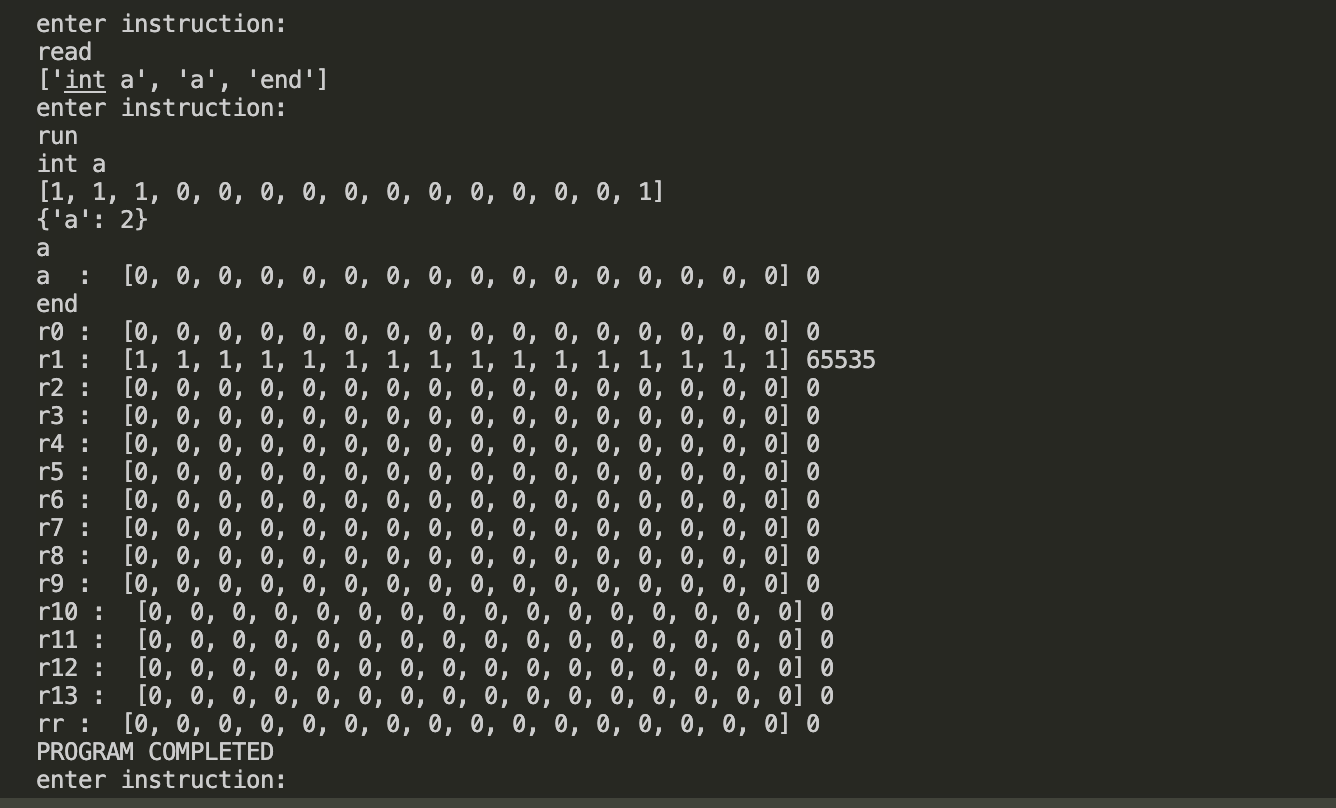 enter instruction:
read
['int a', 'a', 'end']
enter instruction:
run
int a
[1, 1, 1, 0, 0, 0, 0, 0, 0, 0, 0, 0, 0, 0, 1]
{'a': 2}
a
a  :  [0, 0, 0, 0, 0, 0, 0, 0, 0, 0, 0, 0, 0, 0, 0, 0] 0
end
r0 :  [0, 0, 0, 0, 0, 0, 0, 0, 0, 0, 0, 0, 0, 0, 0, 0] 0
r1 :  [1, 1, 1, 1, 1, 1, 1, 1, 1, 1, 1, 1, 1, 1, 1, 1] 65535
r2 :  [0, 0, 0, 0, 0, 0, 0, 0, 0, 0, 0, 0, 0, 0, 0, 0] 0
r3 :  [0, 0, 0, 0, 0, 0, 0, 0, 0, 0, 0, 0, 0, 0, 0, 0] 0
r4 :  [0, 0, 0, 0, 0, 0, 0, 0, 0, 0, 0, 0, 0, 0, 0, 0] 0
r5 :  [0, 0, 0, 0, 0, 0, 0, 0, 0, 0, 0, 0, 0, 0, 0, 0] 0
r6 :  [0, 0, 0, 0, 0, 0, 0, 0, 0, 0, 0, 0, 0, 0, 0, 0] 0
r7 :  [0, 0, 0, 0, 0, 0, 0, 0, 0, 0, 0, 0, 0, 0, 0, 0] 0
r8 :  [0, 0, 0, 0, 0, 0, 0, 0, 0, 0, 0, 0, 0, 0, 0, 0] 0
r9 :  [0, 0, 0, 0, 0, 0, 0, 0, 0, 0, 0, 0, 0, 0, 0, 0] 0
r10 :  [0, 0, 0, 0, 0, 0, 0, 0, 0, 0, 0, 0, 0, 0, 0, 0] 0
r11 :  [0, 0, 0, 0, 0, 0, 0, 0, 0, 0, 0, 0, 0, 0, 0, 0] 0
r12 :  [0, 0, 0, 0, 0, 0, 0, 0, 0, 0, 0, 0, 0, 0, 0, 0] 0
r13 :  [0, 0, 0, 0, 0, 0, 0, 0, 0, 0, 0, 0, 0, 0, 0, 0] 0
rr :  [0, 0, 0, 0, 0, 0, 0, 0, 0, 0, 0, 0, 0, 0, 0, 0] 0
PROGRAM COMPLETED
enter instruction: